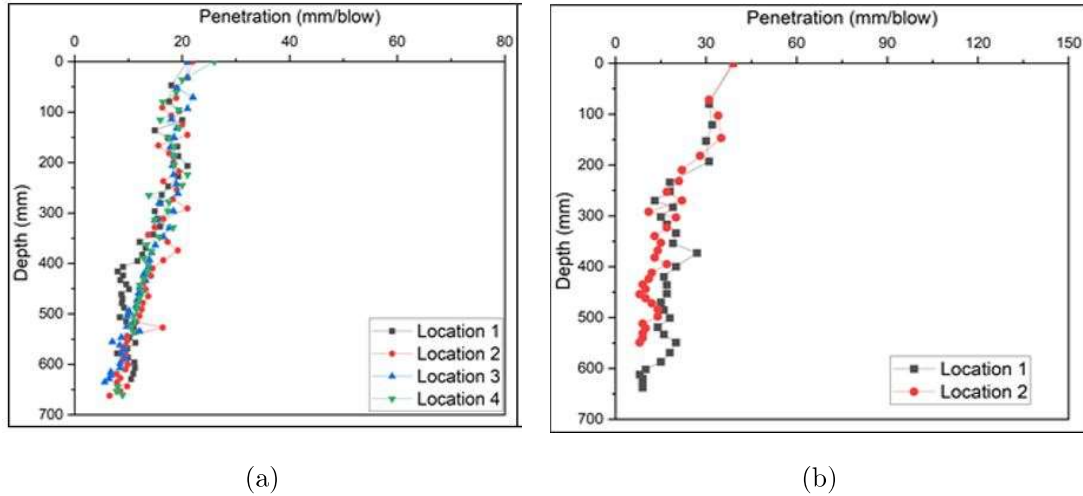 Penetration (mm/blow)
0 20 40 60 80
0
100
200
300
400
500
600
700
Depth (mm)
Location 1
Location 2
Location 3
Location 4
(a)
Penetration (mm/blow)
0 30 60 90 120 150
0
100
200
300
400
500
600
700
Depth (mm)
Location 1
Location 2
(b)